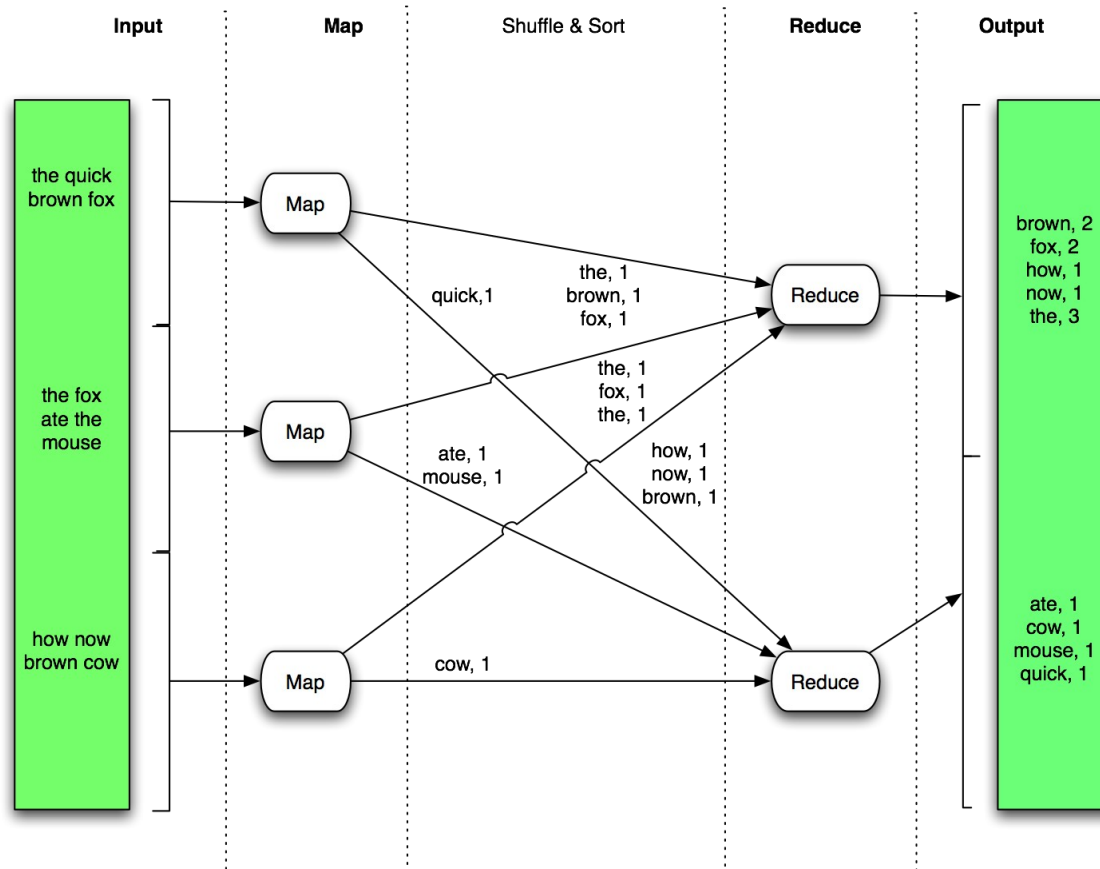 Input
Map
Shuffle & Sort
Reduce
Output
the quick
brown fox
the fox
ate the
mouse
how now
brown cow
Map
Map
Map
quick,1
the, 1
brown, 1
fox, 1
the, 1
fox, 1
the, 1
ate, 1
mouse, 1
how, 1
now, 1
brown, 1
cow, 1
Reduce
Reduce
brown, 2
fox, 2
how, 1
now, 1
the, 3
ate, 1
cow, 1
mouse, 1
quick, 1